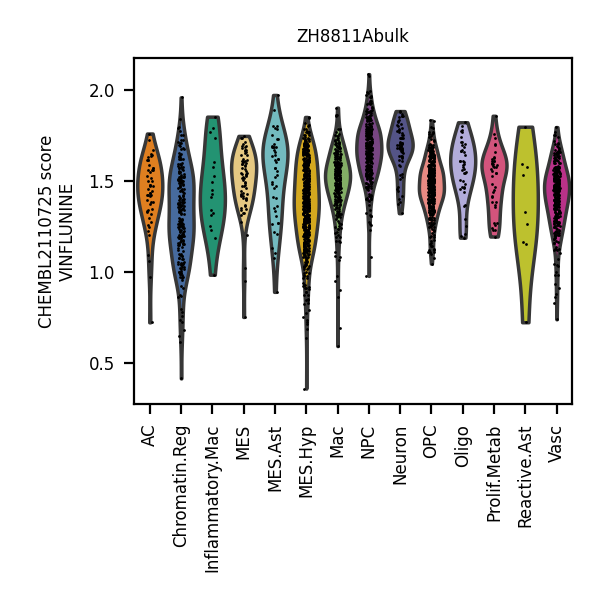 ZH8811Abulk
CHEMBL2110725 score
VINFLUNINE
2.0
1.5
1.0
0.5
AC
Chromatin.Reg
Inflammatory.Mac
MES
MES.Ast
MES.Hyp
Mac
NPC
Neuron
OPC
Oligo
Prolif.Metab
Reactive.Ast
Vasc